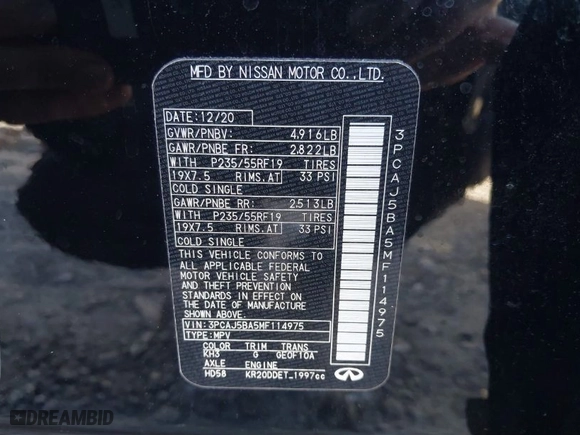 MFD BY NISSAN MOTOR CO.,LTD.
DATE: 12/20
GVWR/PNBV: 4,916LB
GAWR/PNBE FR: 2,822LB
WITH P235/55RF19 TIRES
19X7.5 RIMS,AT 33 PSI
COLD SINGLE
GAWR/PNBE RR: 2,513LB
WITH P235/55RF19 TIRES
19X7.5 RIMS,AT 33 PSI
COLD SINGLE
THIS VEHICLE CONFORMS TO
ALL APPLICABLE FEDERAL
MOTOR VEHICLE SAFETY
AND THEFT PREVENTION
STANDARDS IN EFFECT ON
THE DATE OF MANUFACTURE
SHOWN ABOVE.
VIN: 3PCAJ5BA5MF114975
TYPE: MPV
COLOR TRIM TRANS
KH3 G GE0F10A
AXLE ENGINE
HD58 KR20DDET_1997cc
3PCAJ5BA5MF114975
INFINITI
DREAMBID